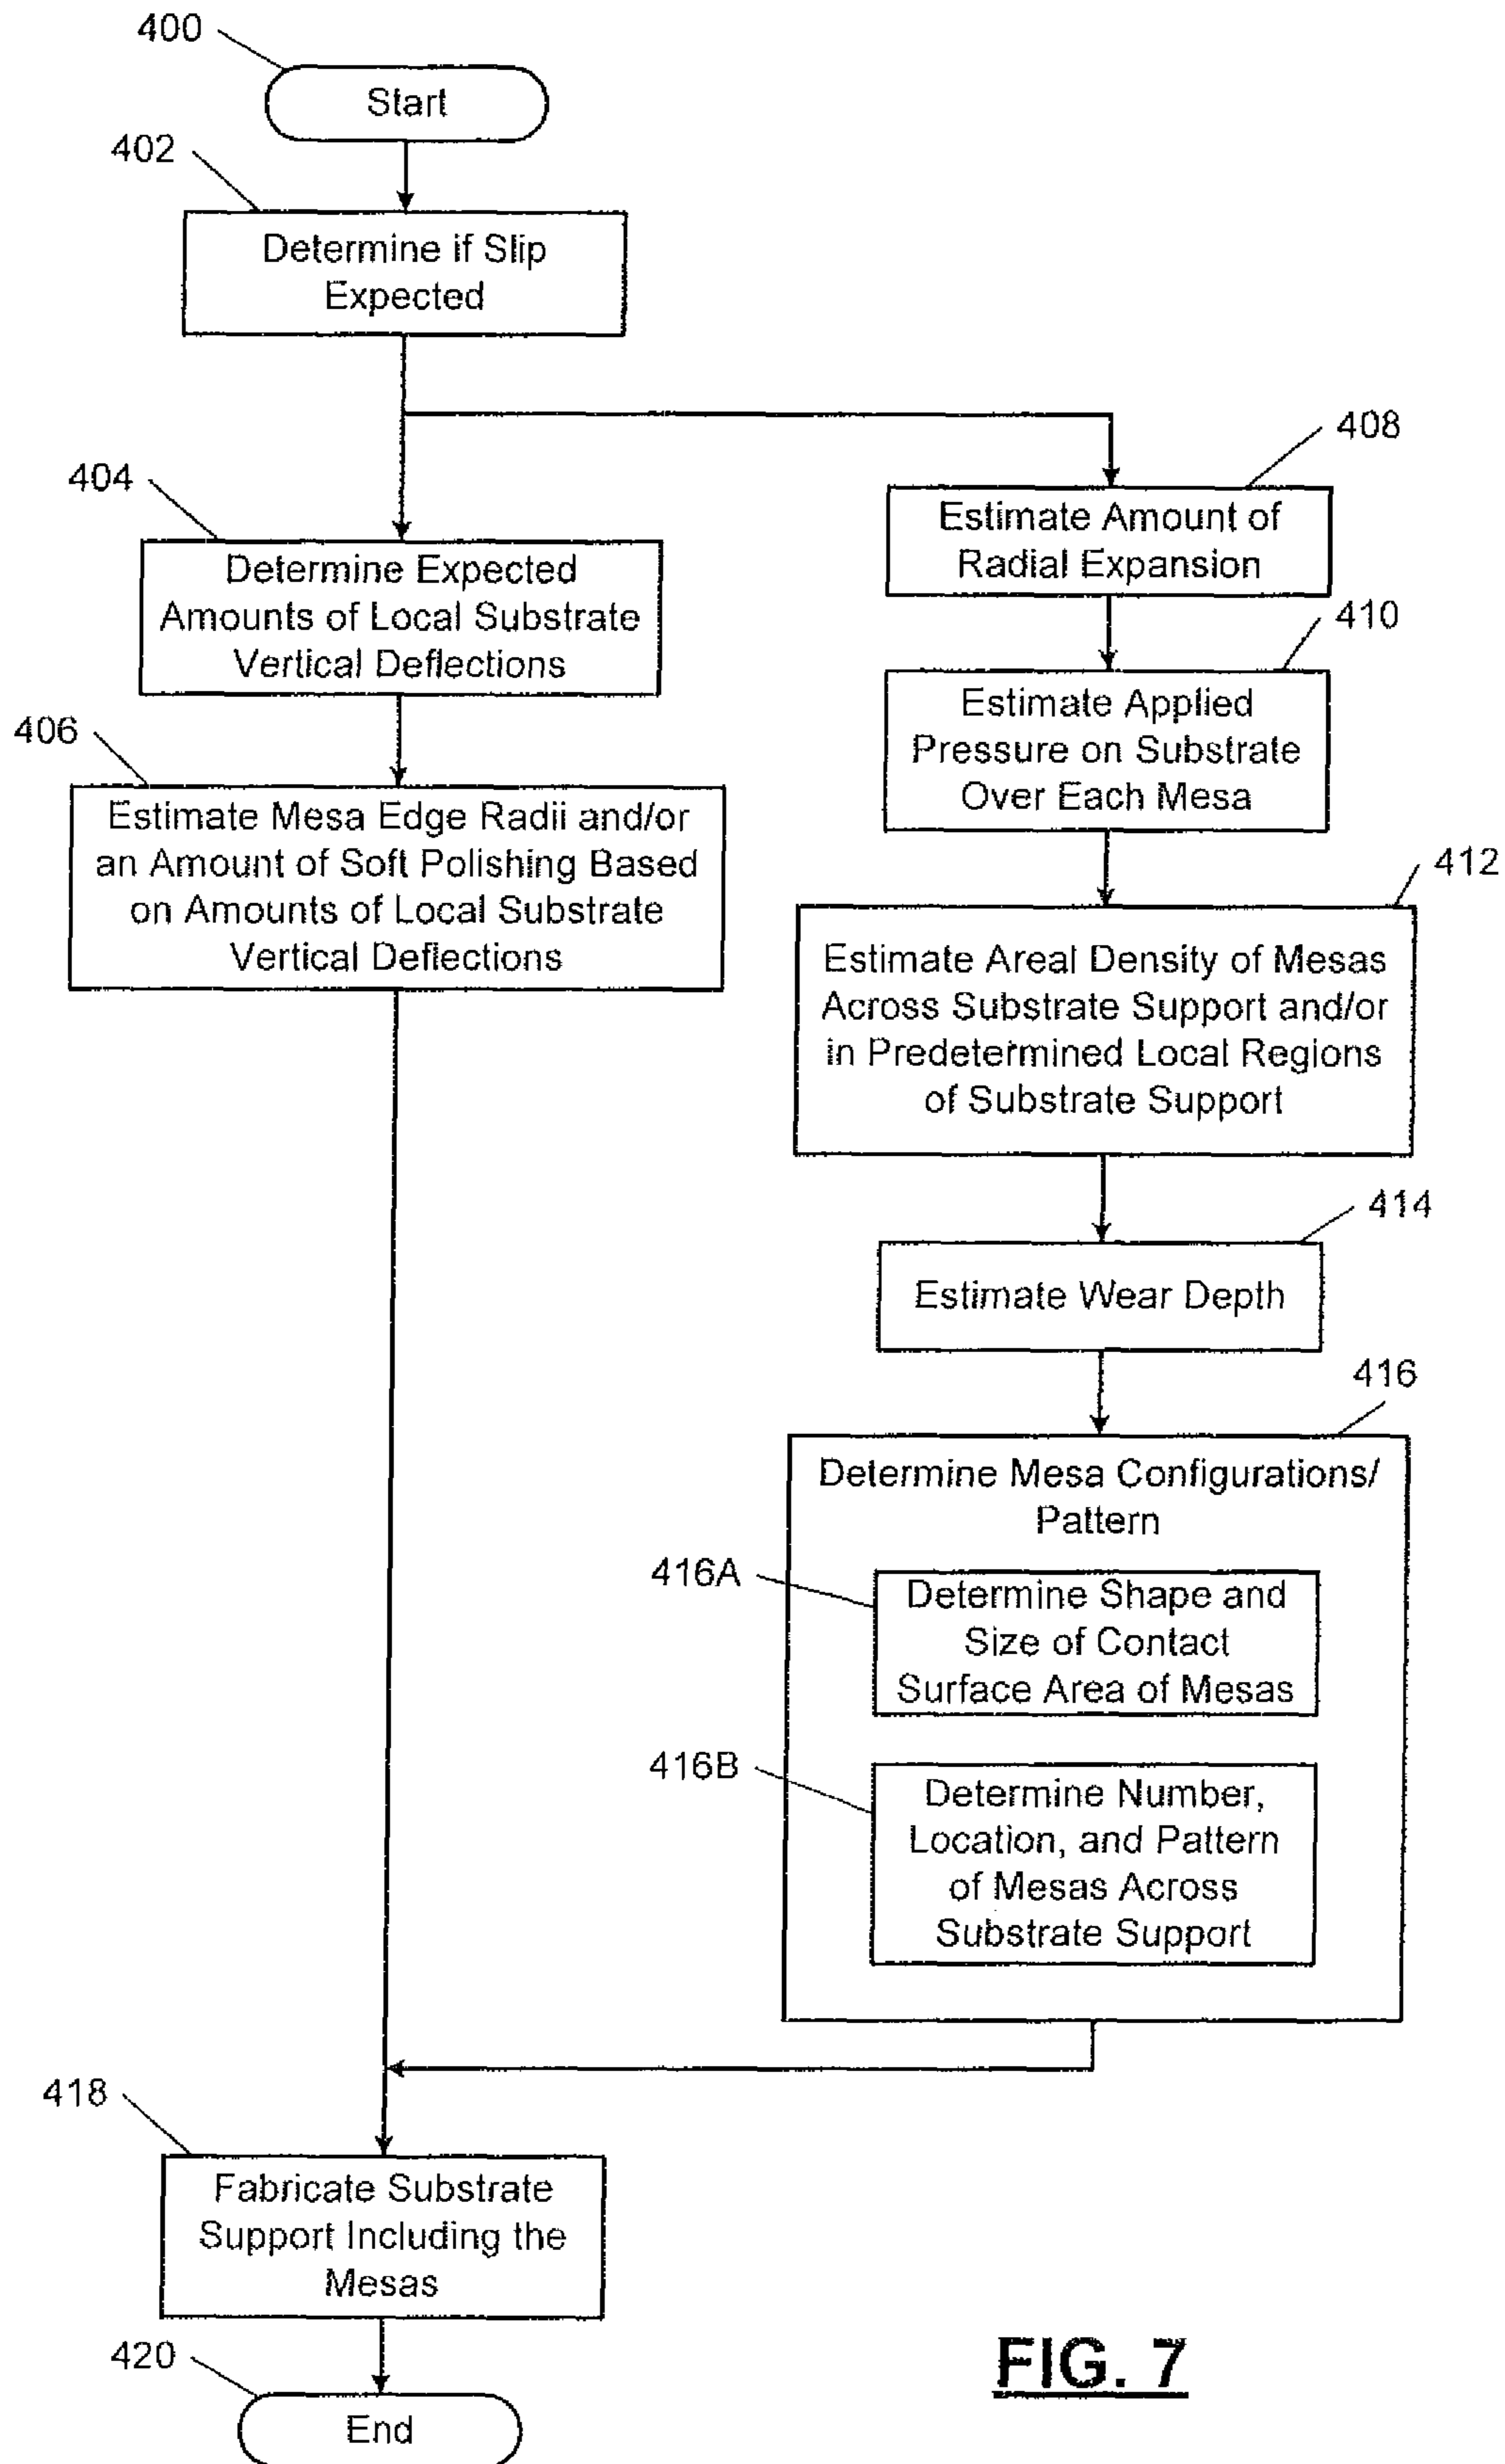 400
Start
402
Determine if Slip
Expected
404
Determine Expected
Amounts of Local Substrate
Vertical Deflections
406
Estimate Mesa Edge Radii and/or
an Amount of Soft Polishing Based
on Amounts of Local Substrate
Vertical Deflections
408
Estimate Amount of
Radial Expansion
410
Estimate Applied
Pressure on Substrate
Over Each Mesa
412
Estimate Areal Density of Mesas
Across Substrate Support and/or
in Predetermined Local Regions
of Substrate Support
414
Estimate Wear Depth
416
Determine Mesa Configurations/
Pattern
416A
Determine Shape and
Size of Contact
Surface Area of Mesas
416B
Determine Number,
Location, and Pattern
of Mesas Across
Substrate Support
418
Fabricate Substrate
Support Including the
Mesas
420
End
FIG. 7